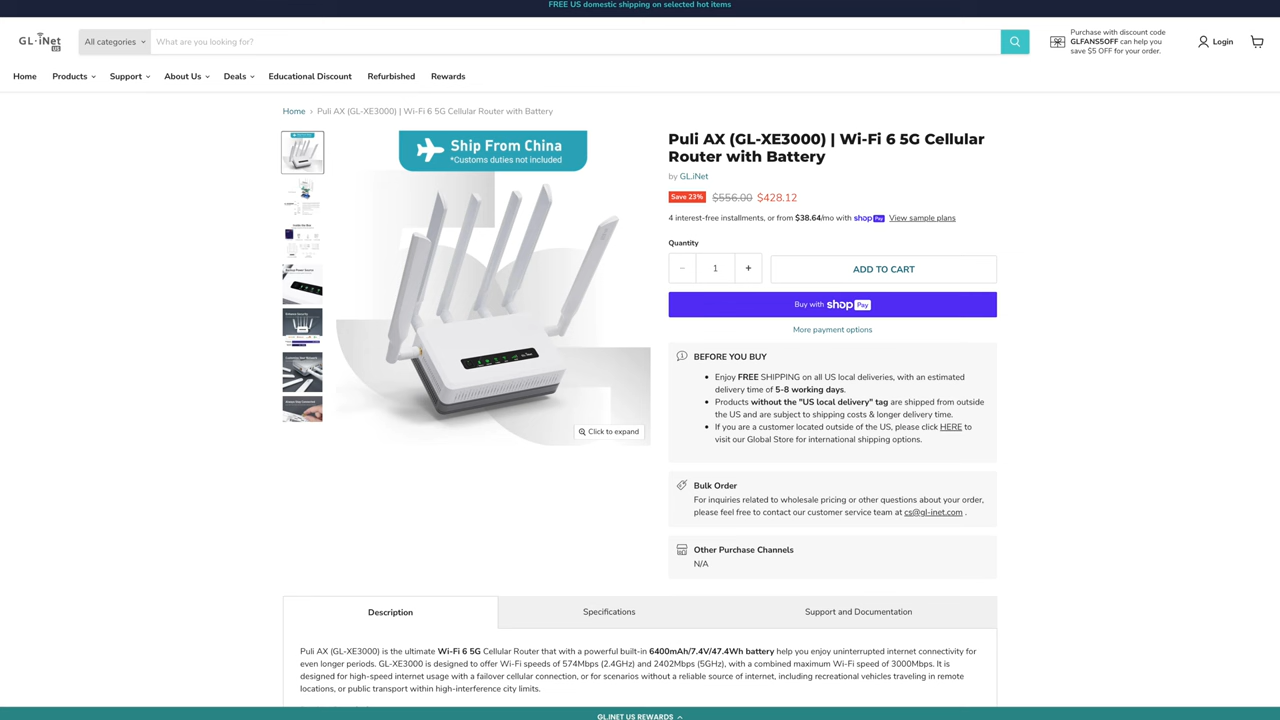 FREE US domestic shipping on selected hot items
GL·iNet US
All categories
What are you looking for?
Purchase with discount code
GLFANS5OFF can help you
save $5 OFF for your order.
Login
Home
Products
Support
About Us
Deals
Educational Discount
Refurbished
Rewards
Home › Puli AX (GL-XE3000) | Wi-Fi 6 5G Cellular Router with Battery
Ship From China
*Customs duties not included
Click to expand
Puli AX (GL-XE3000) | Wi-Fi 6 5G Cellular
Router with Battery
by GL.iNet
Save 23% $556.00 $428.12
4 interest-free installments, or from $38.64/mo with shop Pay View sample plans
Quantity
− 1 +
ADD TO CART
Buy with shop Pay
More payment options
BEFORE YOU BUY
• Enjoy FREE SHIPPING on all US local deliveries, with an estimated
delivery time of 5-8 working days.
• Products without the "US local delivery" tag are shipped from outside
the US and are subject to shipping costs & longer delivery time.
• If you are a customer located outside of the US, please click HERE to
visit our Global Store for international shipping options.
Bulk Order
For inquiries related to wholesale pricing or other questions about your order,
please feel free to contact our customer service team at cs@gl-inet.com .
Other Purchase Channels
N/A
Description
Specifications
Support and Documentation
Puli AX (GL-XE3000) is the ultimate Wi-Fi 6 5G Cellular Router that with a powerful built-in 6400mAh/7.4V/47.4Wh battery help you enjoy uninterrupted internet connectivity for
even longer periods. GL-XE3000 is designed to offer Wi-Fi speeds of 574Mbps (2.4GHz) and 2402Mbps (5GHz), with a combined maximum Wi-Fi speed of 3000Mbps. It is
designed for high-speed internet usage with a failover cellular connection, or for scenarios without a reliable source of internet, including recreational vehicles traveling in remote
locations, or public transport within high-interference city limits.
GL.INET US REWARDS